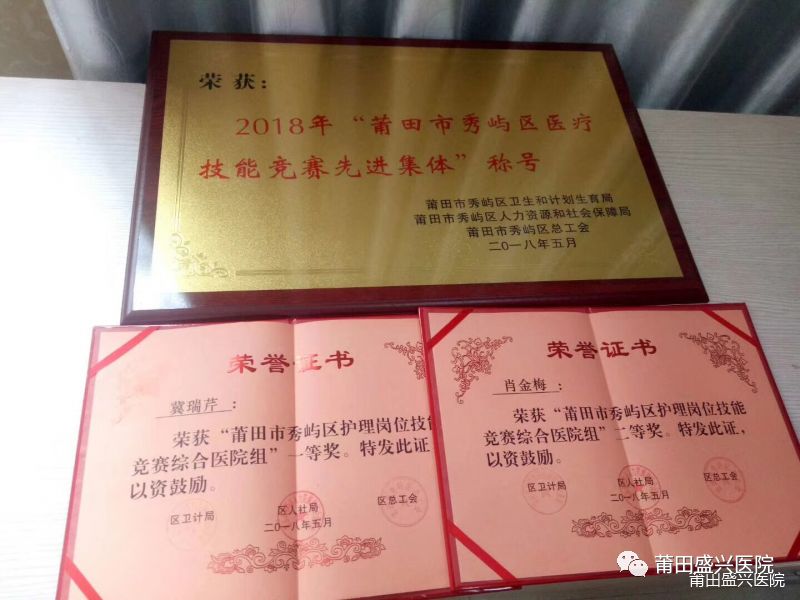 荣获：
2018年“莆田市秀屿区医疗
技能竞赛先进集体”称号
莆田市秀屿区卫生和计划生育局
莆田市秀屿区人力资源和社会保障局
莆田市秀屿区总工会
二〇一八年五月
荣誉证书
冀瑞芹：
荣获“莆田市秀屿区护理岗位技能
竞赛综合医院组”一等奖。特发此证，
以资鼓励。
区卫计局 区人社局 区总工会
二〇一八年五月
荣誉证书
肖金梅：
荣获“莆田市秀屿区护理岗位技能
竞赛综合医院组”二等奖。特发此证，
以资鼓励。
区卫计局 区人社局 区总工会
二〇一八年五月
莆田盛兴医院
莆田盛兴医院